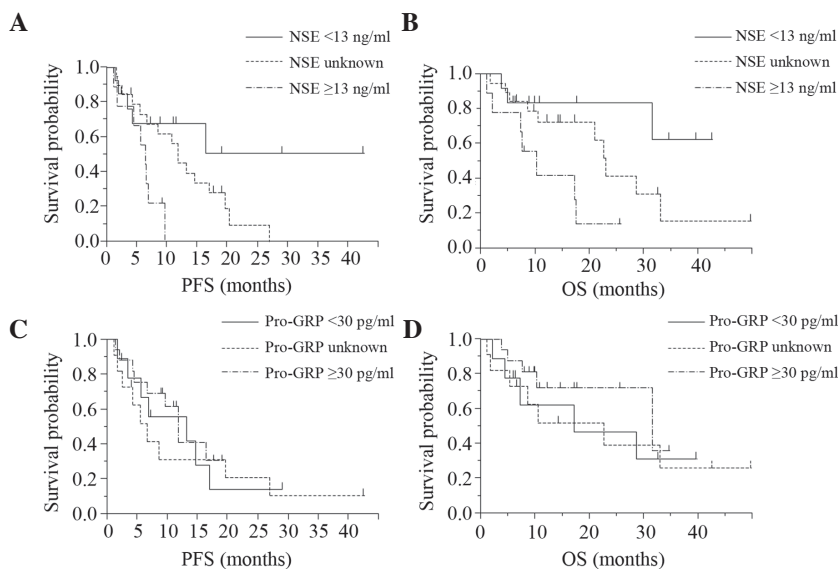 A
NSE <13 ng/ml
NSE unknown
NSE ≥13 ng/ml
Survival probability
1.0
0.8
0.6
0.4
0.2
0.0
0 5 10 15 20 25 30 35 40
PFS (months)
B
NSE <13 ng/ml
NSE unknown
NSE ≥13 ng/ml
Survival probability
1.0
0.8
0.6
0.4
0.2
0.0
0 10 20 30 40
OS (months)
C
Pro-GRP <30 pg/ml
Pro-GRP unknown
Pro-GRP ≥30 pg/ml
Survival probability
1.0
0.8
0.6
0.4
0.2
0.0
0 5 10 15 20 25 30 35 40
PFS (months)
D
Pro-GRP <30 pg/ml
Pro-GRP unknown
Pro-GRP ≥30 pg/ml
Survival probability
1.0
0.8
0.6
0.4
0.2
0.0
0 10 20 30 40
OS (months)